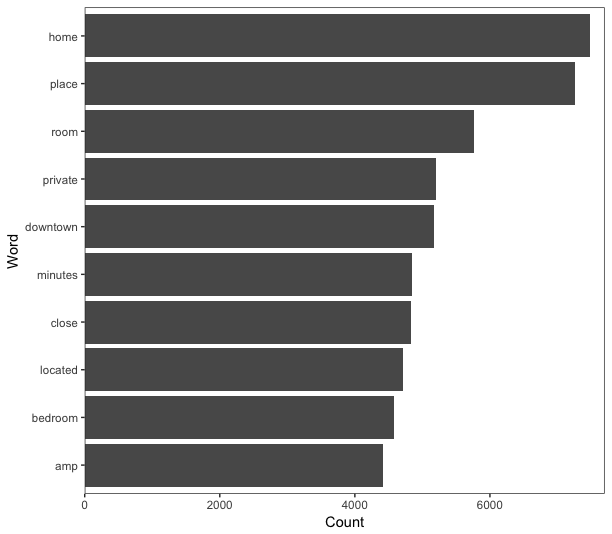 home
place
room
private
downtown
minutes
close
located
bedroom
amp
Word
0 2000 4000 6000
Count